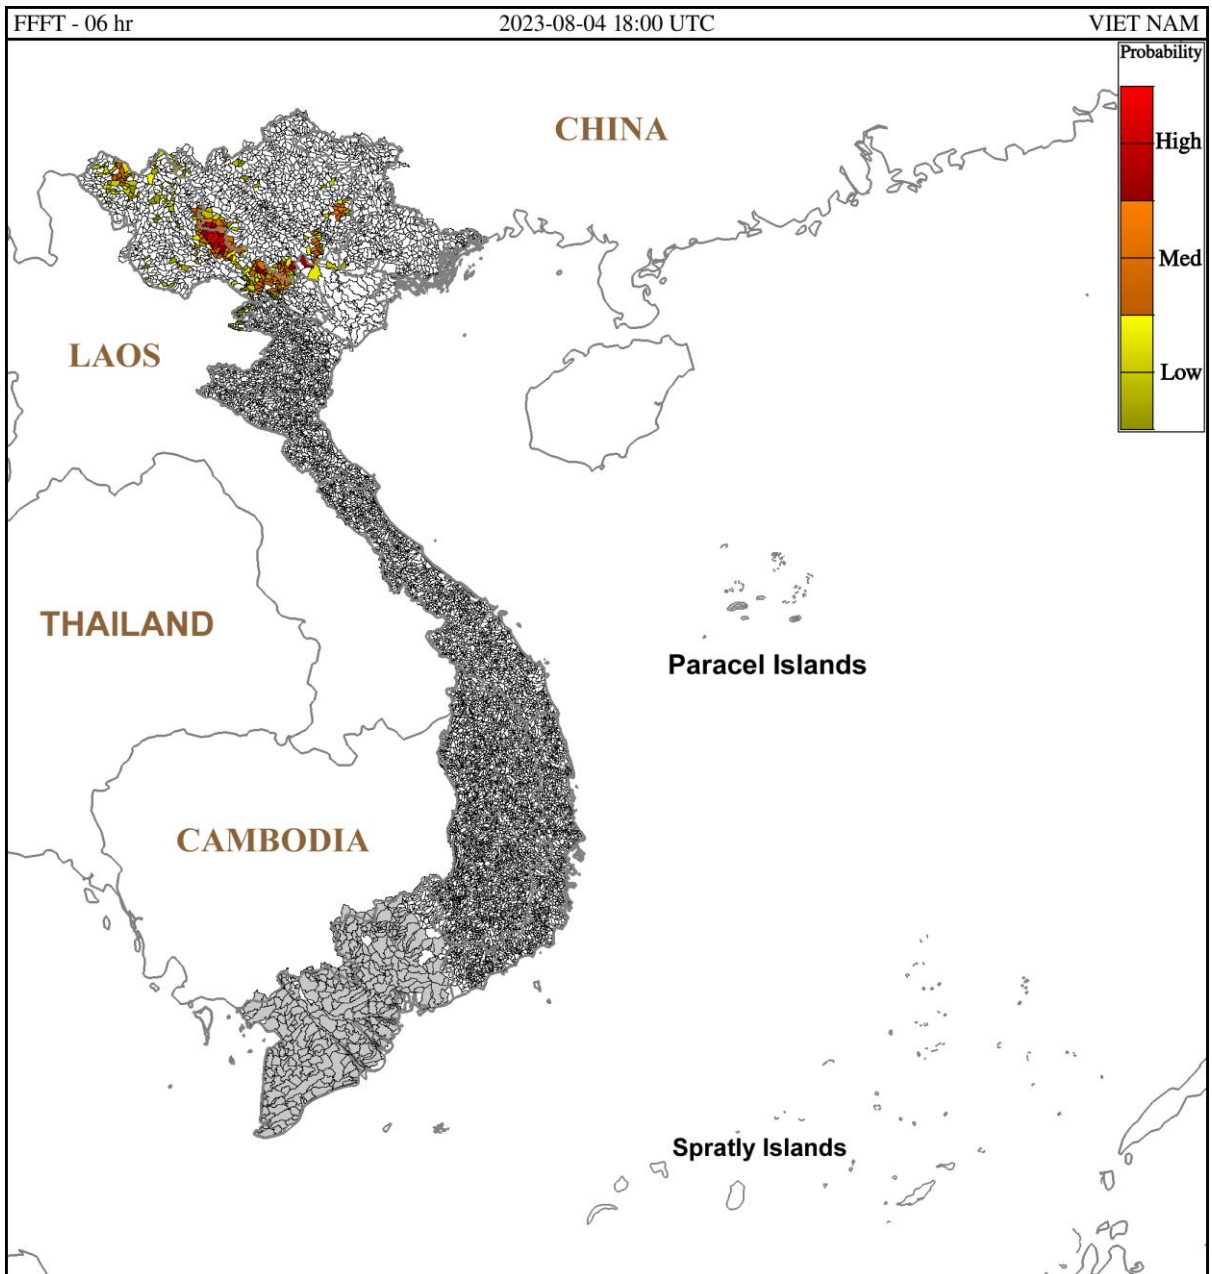 FFFT - 06 hr 2023-08-04 18:00 UTC VIET NAM
Probability
High
Med
Low
CHINA
LAOS
THAILAND
Paracel Islands
CAMBODIA
Spratly Islands